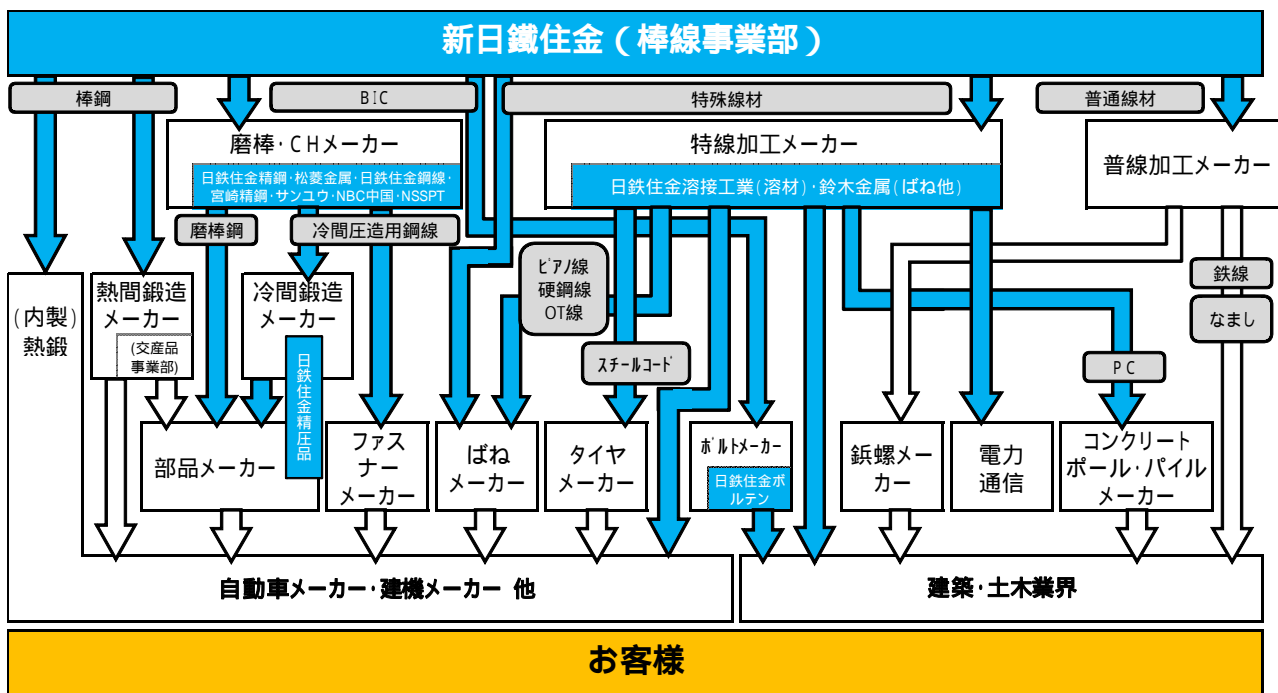 新日鐵住金（棒線事業部）
棒鋼
BIC
特殊線材
普通線材
磨棒・CHメーカー
日鉄住金精鋼・松菱金属・日鉄住金鋼線・
宮崎精鋼・サンユウ・NBC中国・NSSPT
特線加工メーカー
日鉄住金溶接工業(溶材)・鈴木金属(ばね他)
普線加工メーカー
磨棒鋼
冷間圧造用鋼線
ﾋﾟｱﾉ線
硬鋼線
OT線
鉄線
なまし
(内製)
熱鍛
熱間鍛造
メーカー
(交産品
事業部)
冷間鍛造
メーカー
日鉄住金精圧品
ｽﾁｰﾙｺｰﾄﾞ
PC
部品メーカー
ファス
ナー
メーカー
ばね
メーカー
タイヤ
メーカー
ﾎﾞﾙﾄﾒｰｶｰ
日鉄住金ボ
ルテン
鋲螺メー
カー
電力
通信
コンクリート
ポール・パイル
メーカー
自動車メーカー・建機メーカー 他
建築・土木業界
お客様